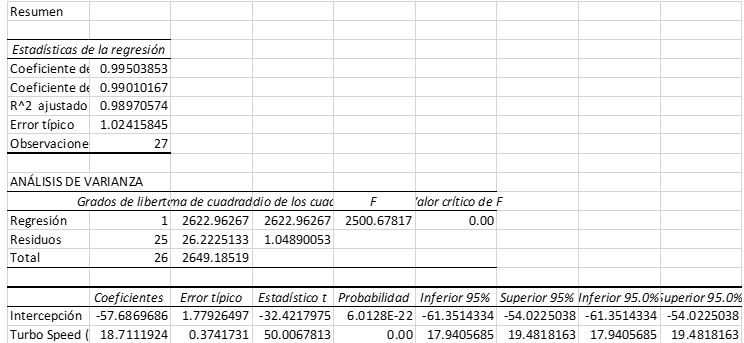 Resumen
Estadísticas de la regresión
Coeficiente de 0.99503853
Coeficiente de 0.99010167
R^2 ajustado 0.98970574
Error típico 1.02415845
Observacione 27
ANÁLISIS DE VARIANZA
Grados de liberta ma de cuadrad dio de los cuad F alor crítico de F
Regresión 1 2622.96267 2622.96267 2500.67817 0.00
Residuos 25 26.2225133 1.04890053
Total 26 2649.18519
Coeficientes Error típico Estadístico t Probabilidad Inferior 95% Superior 95% Inferior 95.0% Superior 95.0%
Intercepción -57.6869686 1.77926497 -32.4217975 6.0128E-22 -61.3514334 -54.0225038 -61.3514334 -54.0225038
Turbo Speed ( 18.7111924 0.3741731 50.0067813 0.00 17.9405685 19.4818163 17.9405685 19.4818163